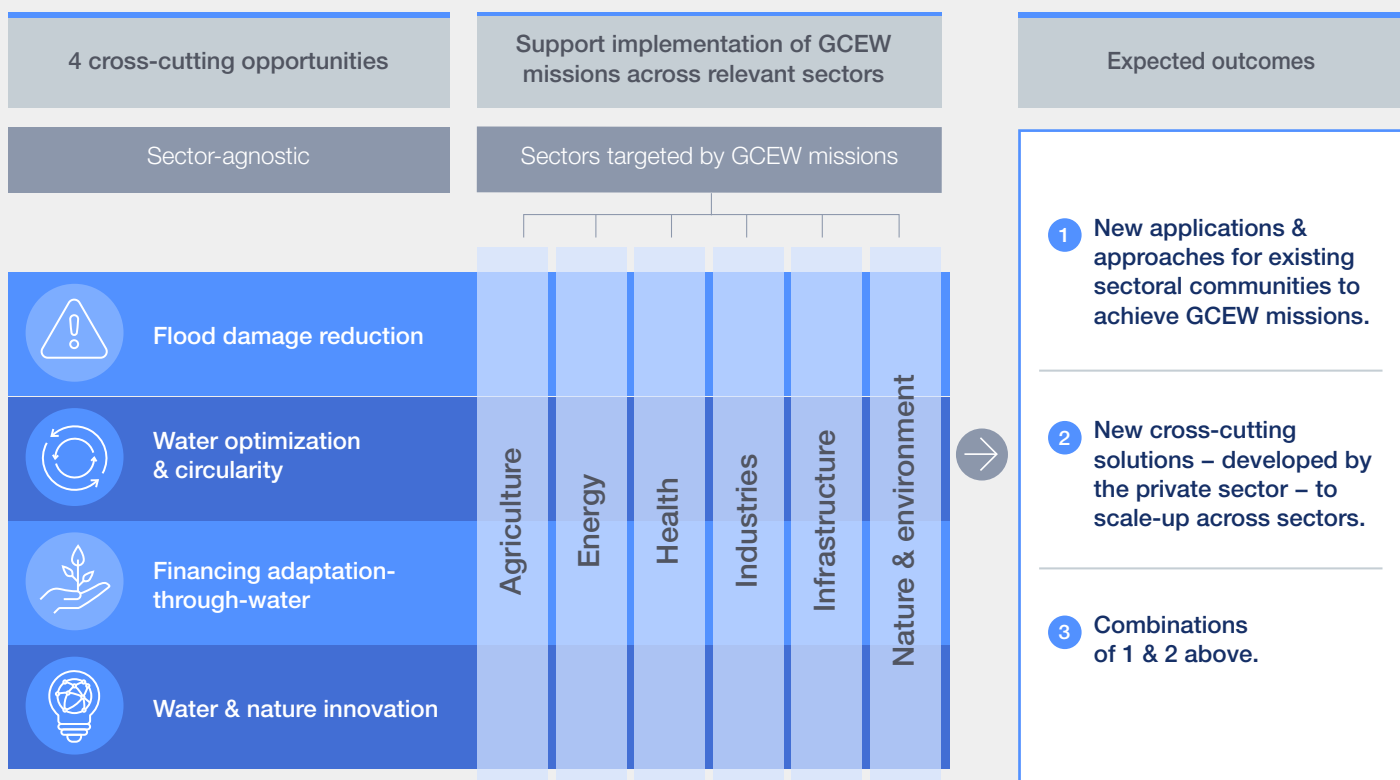 4 cross-cutting opportunities
Support implementation of GCEW
missions across relevant sectors
Expected outcomes
Sector-agnostic
Sectors targeted by GCEW missions
Flood damage reduction
Water optimization
& circularity
Financing adaptation-
through-water
Water & nature innovation
Agriculture
Energy
Health
Industries
Infrastructure
Nature & environment
1
New applications &
approaches for existing
sectoral communities to
achieve GCEW missions.
2
New cross-cutting
solutions – developed by
the private sector – to
scale-up across sectors.
3
Combinations
of 1 & 2 above.